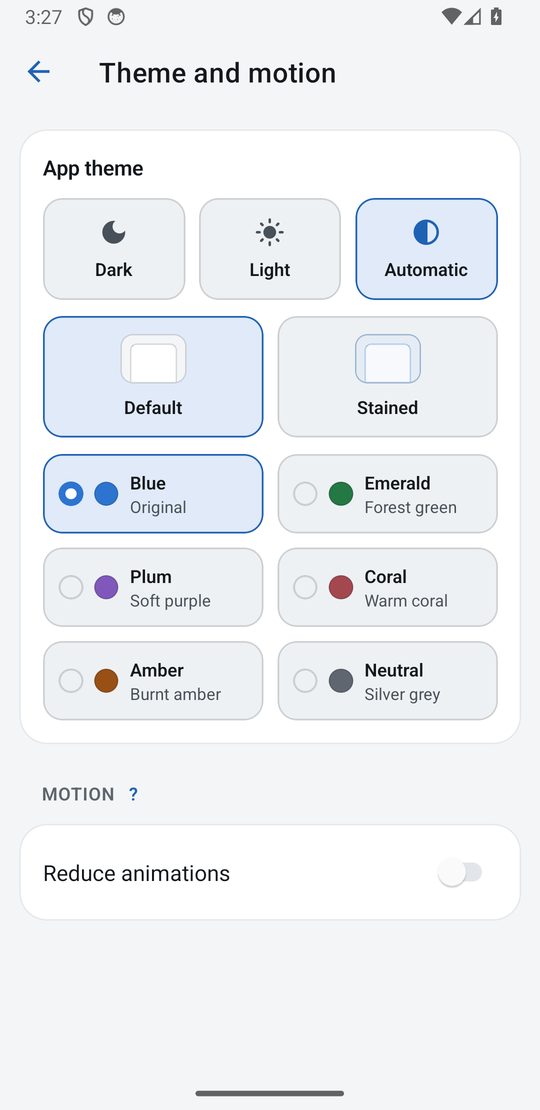 3:27
Theme and motion
App theme
Dark
Light
Automatic
Default
Stained
Blue
Original
Emerald
Forest green
Plum
Soft purple
Coral
Warm coral
Amber
Burnt amber
Neutral
Silver grey
MOTION ?
Reduce animations